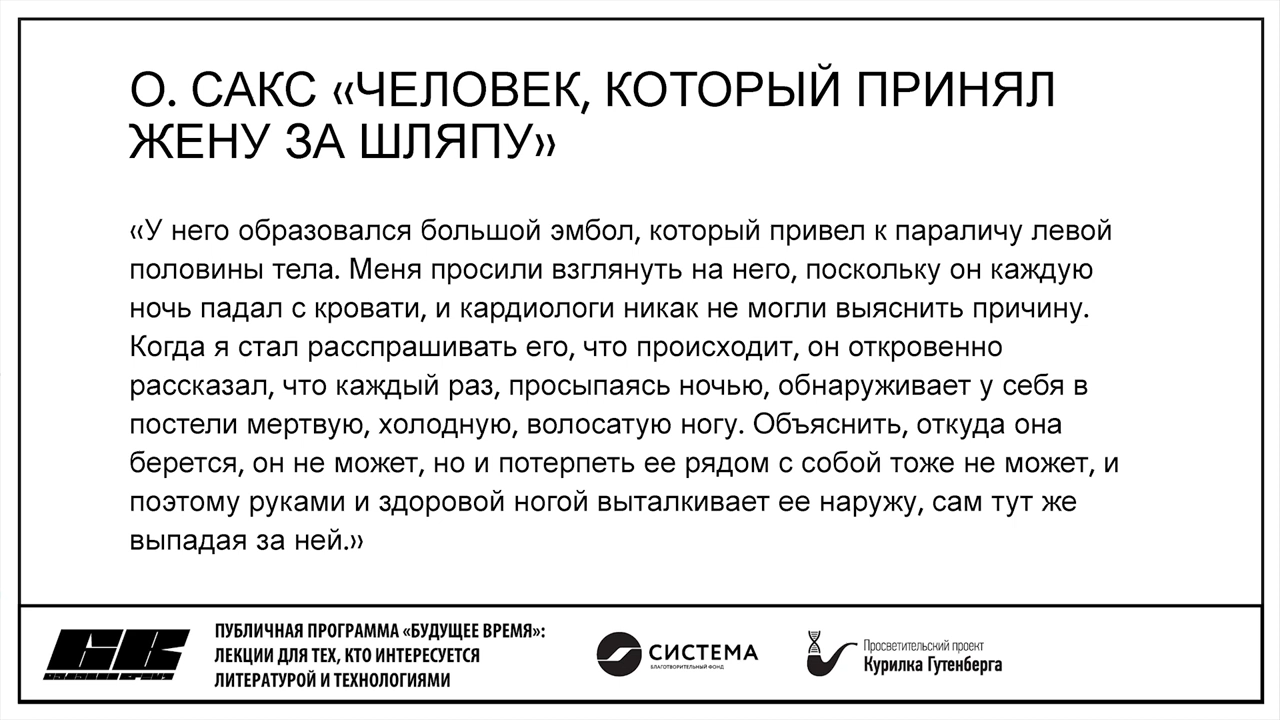 О. САКС «ЧЕЛОВЕК, КОТОРЫЙ ПРИНЯЛ
ЖЕНУ ЗА ШЛЯПУ»
«У него образовался большой эмбол, который привел к параличу левой
половины тела. Меня просили взглянуть на него, поскольку он каждую
ночь падал с кровати, и кардиологи никак не могли выяснить причину.
Когда я стал расспрашивать его, что происходит, он откровенно
рассказал, что каждый раз, просыпаясь ночью, обнаруживает у себя в
постели мертвую, холодную, волосатую ногу. Объяснить, откуда она
берется, он не может, но и потерпеть ее рядом с собой тоже не может, и
поэтому руками и здоровой ногой выталкивает ее наружу, сам тут же
выпадая за ней.»
БВ
БУДУЩЕЕ ВРЕМЯ
ПУБЛИЧНАЯ ПРОГРАММА «БУДУЩЕЕ ВРЕМЯ»:
ЛЕКЦИИ ДЛЯ ТЕХ, КТО ИНТЕРЕСУЕТСЯ
ЛИТЕРАТУРОЙ И ТЕХНОЛОГИЯМИ
СИСТЕМА
БЛАГОТВОРИТЕЛЬНЫЙ ФОНД
Просветительский проект
Курилка Гутенберга